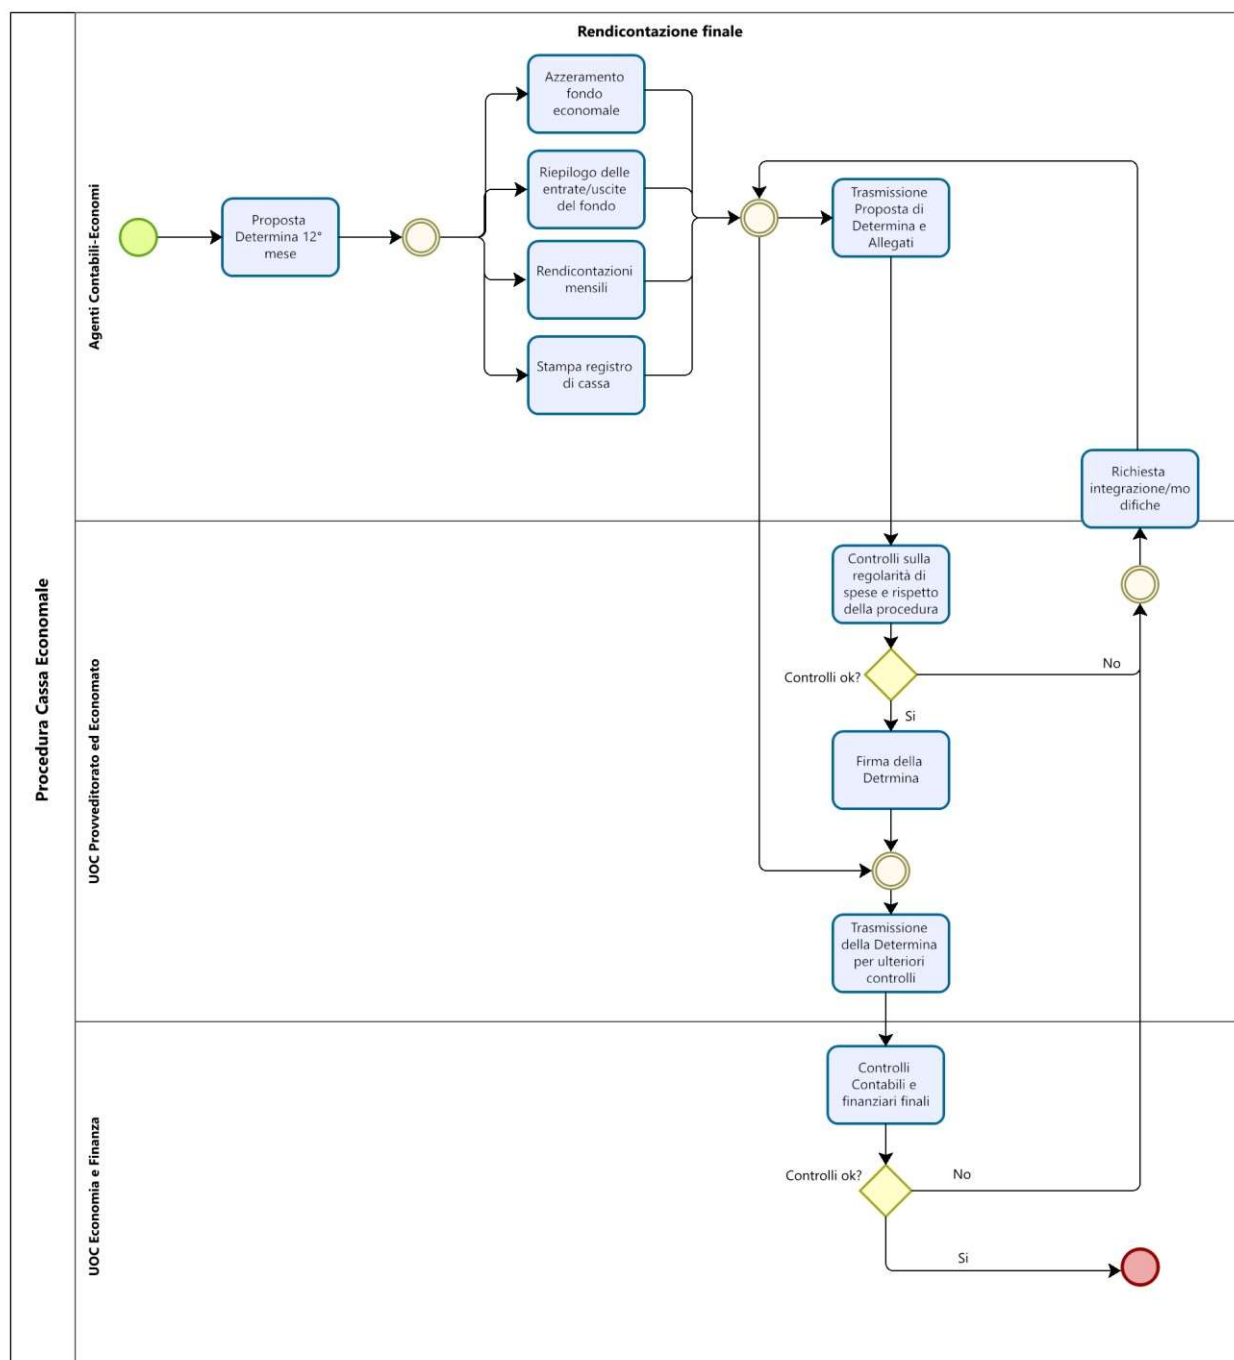 Rendicontazione finale
Procedura Cassa Economale
Agenti Contabili-Economi
Proposta
Determina 12°
mese
Azzeramento
fondo
economale
Riepilogo delle
entrate/uscite
del fondo
Rendicontazioni
mensili
Stampa registro
di cassa
Trasmissione
Proposta di
Determina e
Allegati
Richiesta
integrazione/mo
difiche
UOC Provveditorato ed Economato
Controlli sulla
regolarità di
spese e rispetto
della procedura
Controlli ok?
No
Si
Firma della
Detrmina
Trasmissione
della Determina
per ulteriori
controlli
UOC Economia e Finanza
Controlli
Contabili e
finanziari finali
Controlli ok?
No
Si